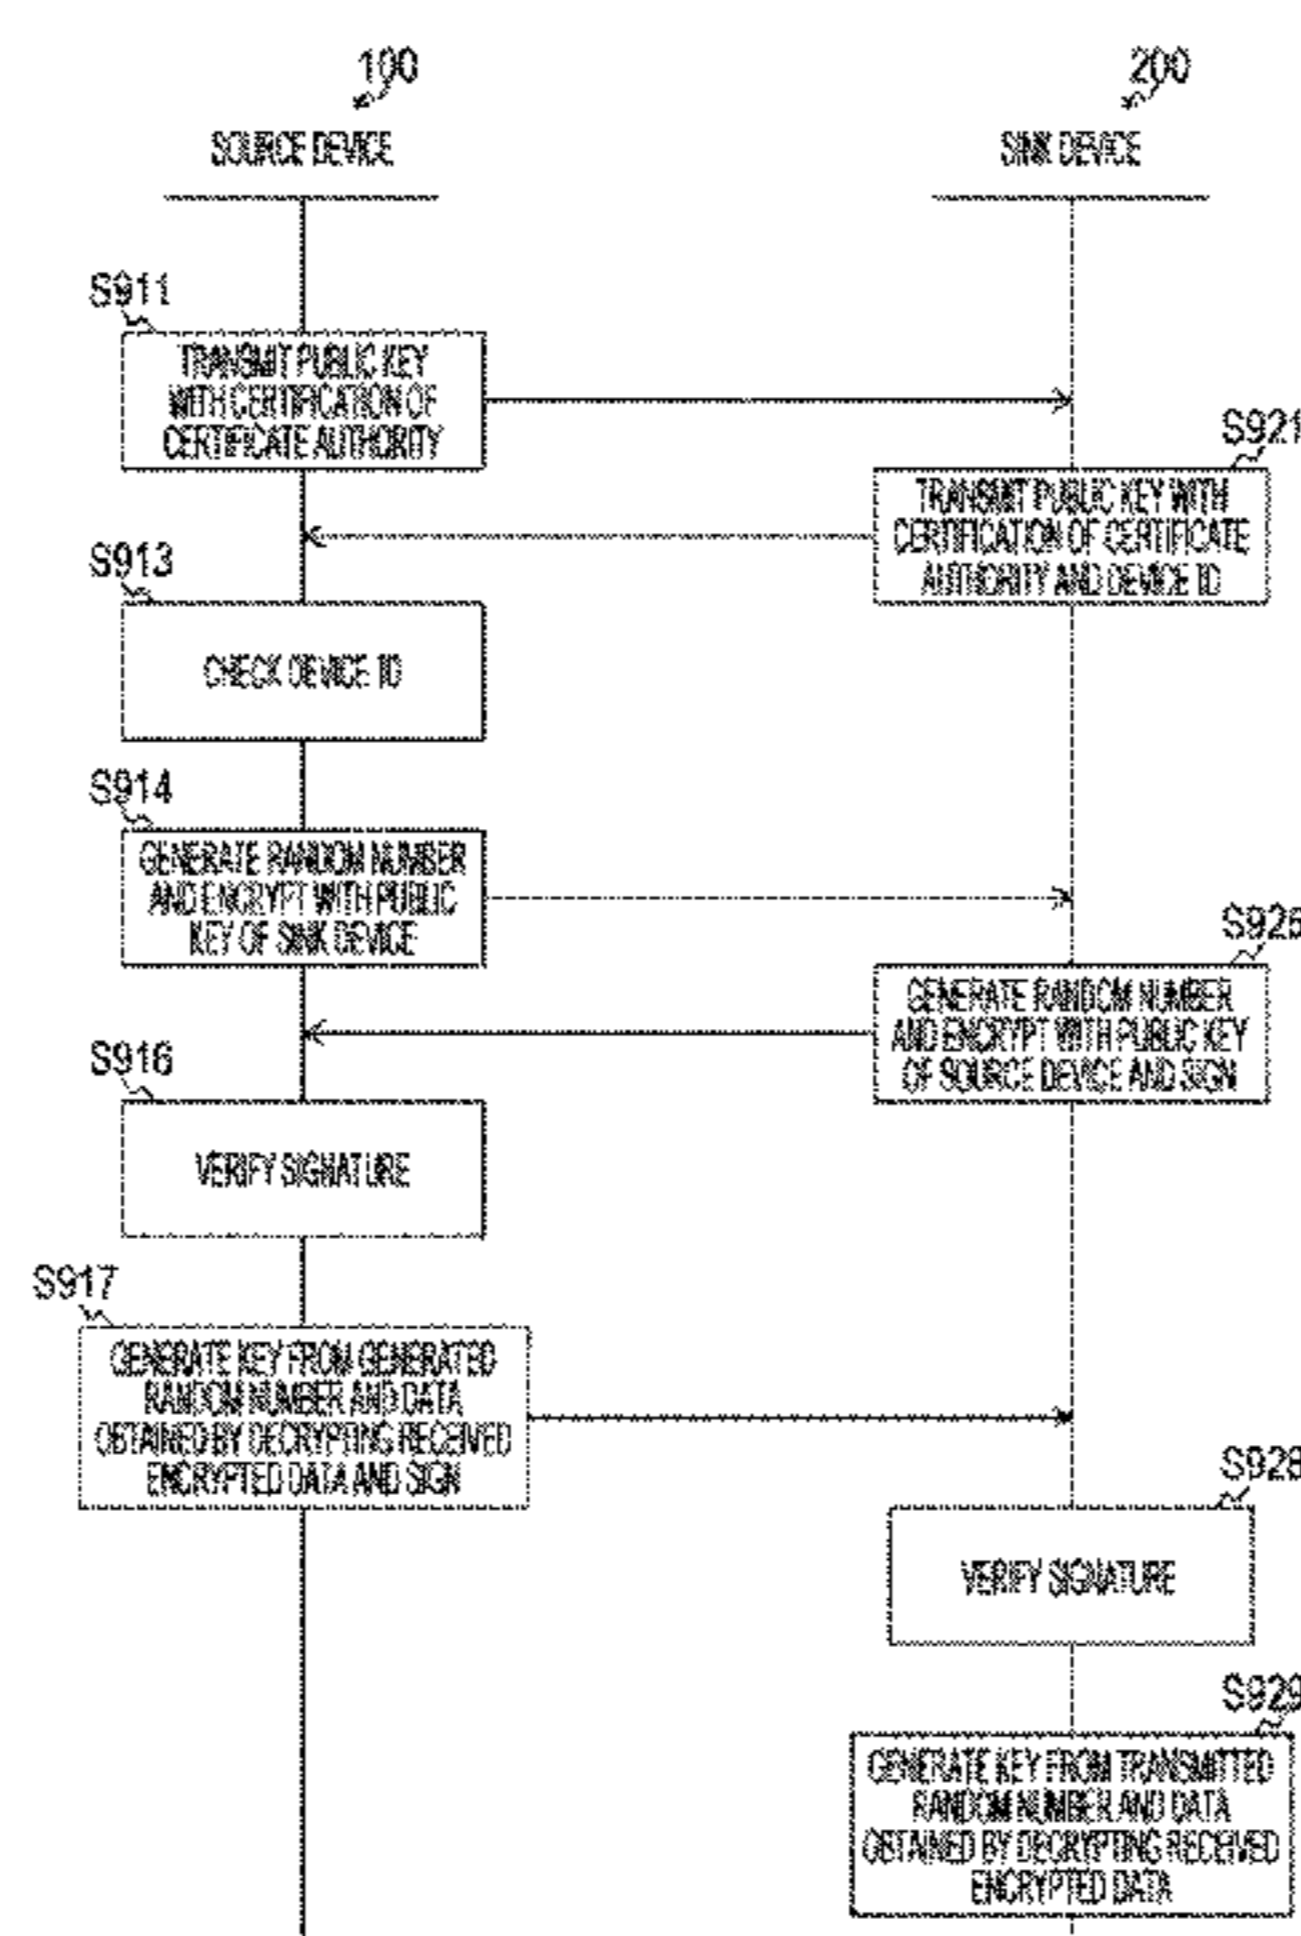 100
200
SOURCE DEVICE
SINK DEVICE
S911
TRANSMIT PUBLIC KEY
WITH CERTIFICATION OF
CERTIFICATE AUTHORITY
S921
TRANSMIT PUBLIC KEY WITH
CERTIFICATION OF CERTIFICATE
AUTHORITY AND DEVICE ID
S913
CHECK DEVICE ID
S914
GENERATE RANDOM NUMBER
AND ENCRYPT WITH PUBLIC
KEY OF SINK DEVICE
S925
GENERATE RANDOM NUMBER
AND ENCRYPT WITH PUBLIC KEY
OF SOURCE DEVICE AND SIGN
S916
VERIFY SIGNATURE
S917
GENERATE KEY FROM GENERATED
RANDOM NUMBER AND DATA
OBTAINED BY DECRYPTING RECEIVED
ENCRYPTED DATA AND SIGN
S928
VERIFY SIGNATURE
S929
GENERATE KEY FROM TRANSMITTED
RANDOM NUMBER AND DATA
OBTAINED BY DECRYPTING RECEIVED
ENCRYPTED DATA